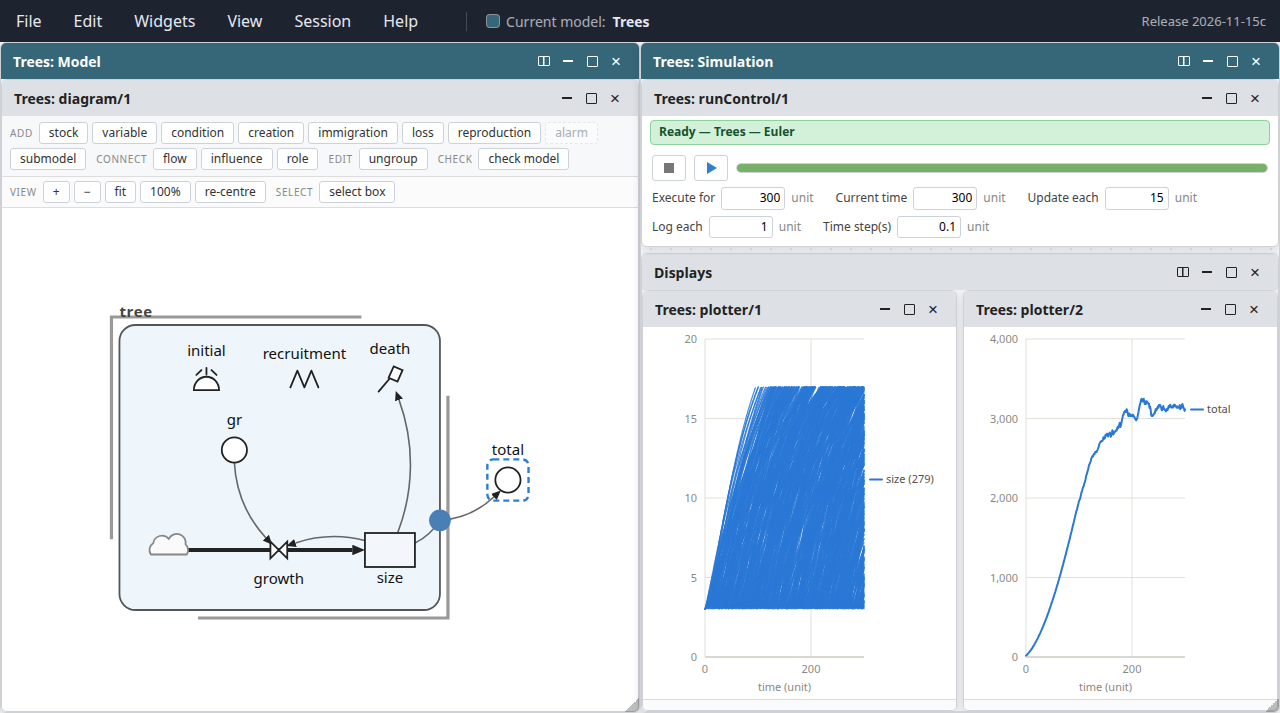 File Edit Widgets View Session Help Current model: Trees Release 2026-11-15c
Trees: Model
Trees: diagram/1
ADD stock variable condition creation immigration loss reproduction alarm
submodel CONNECT flow influence role EDIT ungroup CHECK check model
VIEW + − fit 100% re-centre SELECT select box
tree
initial recruitment death
gr
total
growth size
Trees: Simulation
Trees: runControl/1
Ready — Trees — Euler
Execute for 300 unit Current time 300 unit Update each 15 unit
Log each 1 unit Time step(s) 0.1 unit
Displays
Trees: plotter/1
20
15
10
5
0
0 200
time (unit)
size (279)
Trees: plotter/2
4,000
3,000
2,000
1,000
0
0 200
time (unit)
total